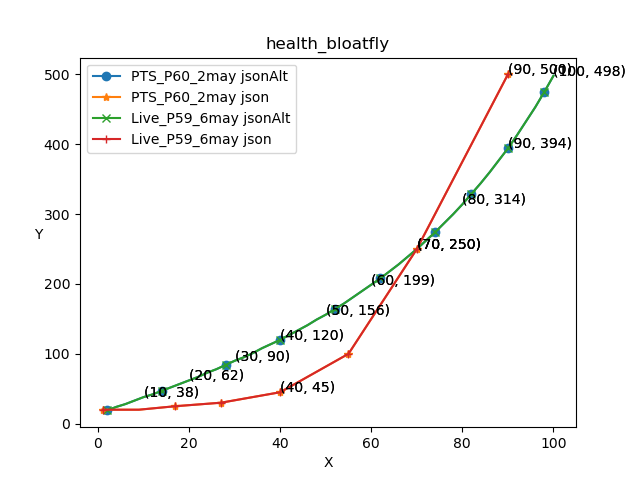 health_bloatfly
PTS_P60_2may jsonAlt
PTS_P60_2may json
Live_P59_6may jsonAlt
Live_P59_6may json
(90, 500)
(100, 498)
(90, 394)
(80, 314)
(70, 250)
(60, 199)
(50, 156)
(40, 120)
(30, 90)
(20, 62)
(10, 38)
(40, 45)
500
400
300
200
100
0
Y
0 20 40 60 80 100
X